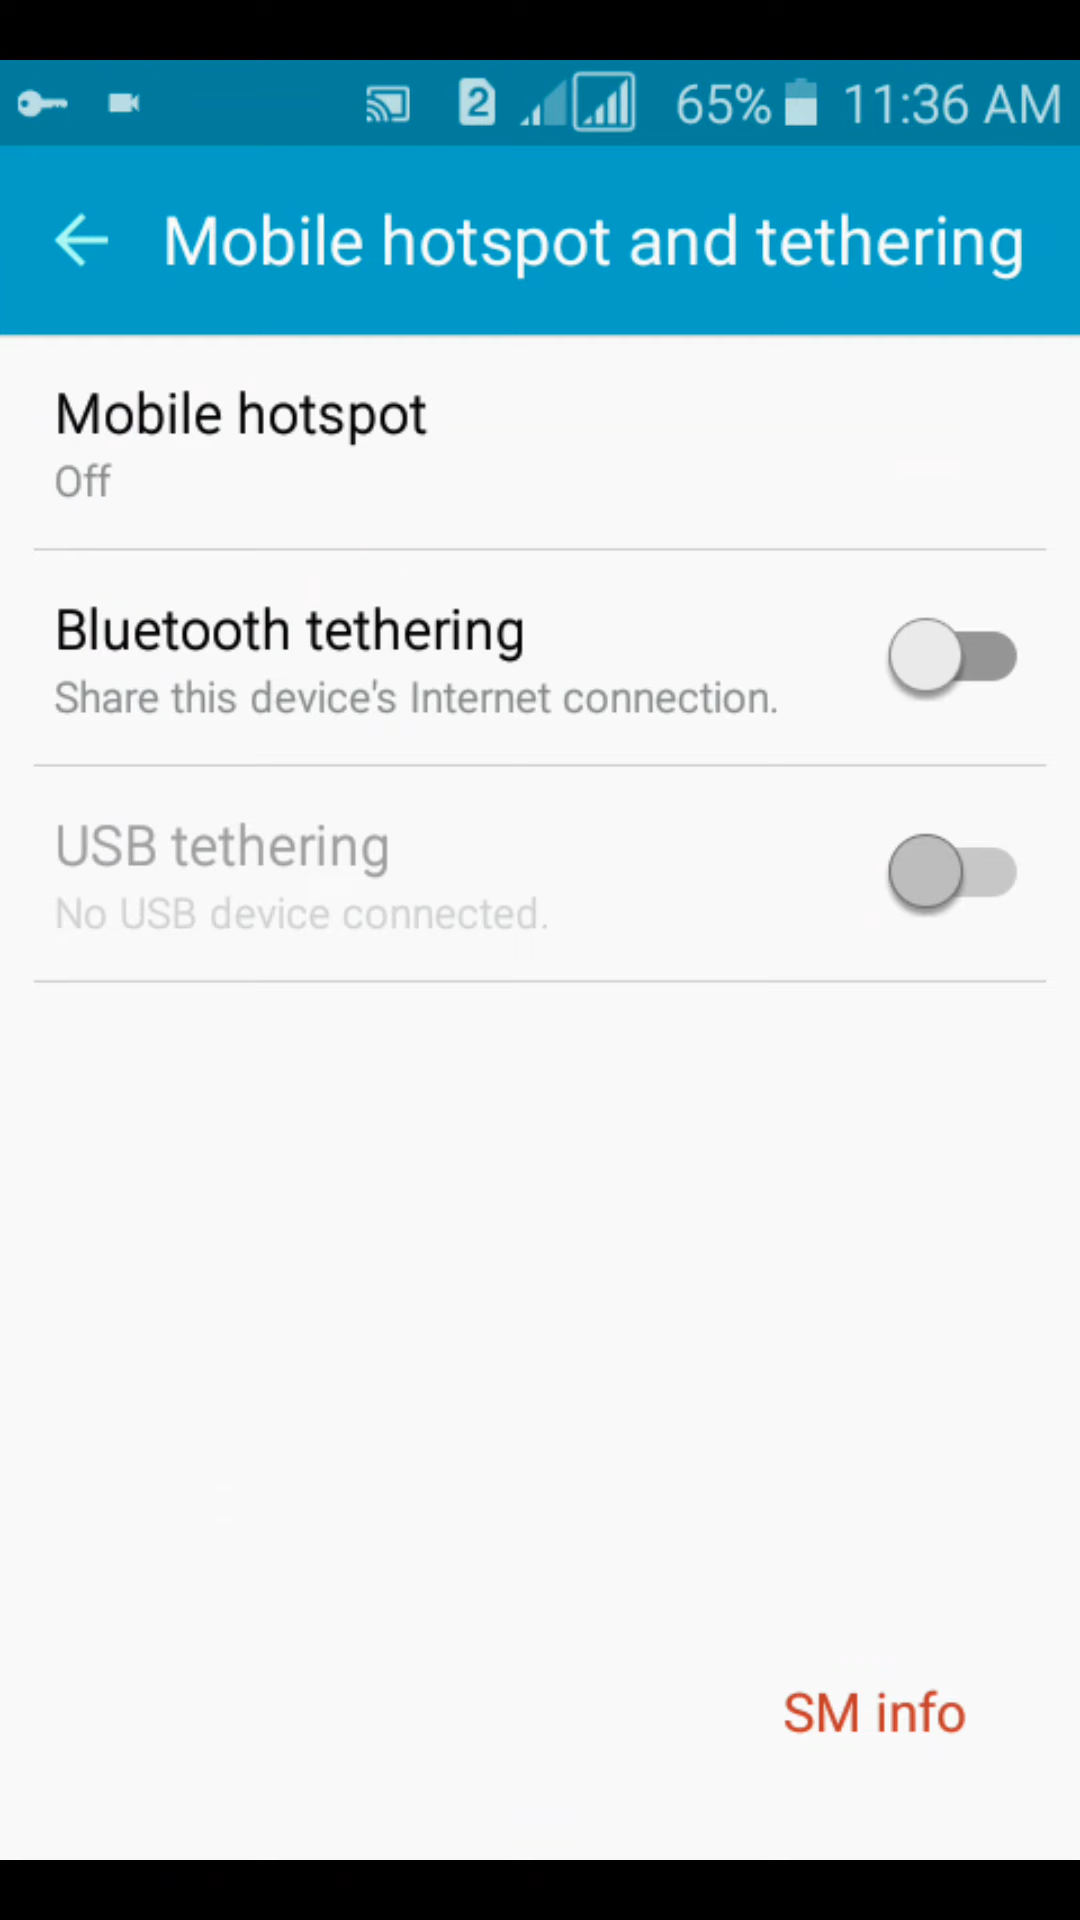 2 65% 11:36 AM
Mobile hotspot and tethering
Mobile hotspot
Off
Bluetooth tethering
Share this device's Internet connection.
USB tethering
No USB device connected.
SM info